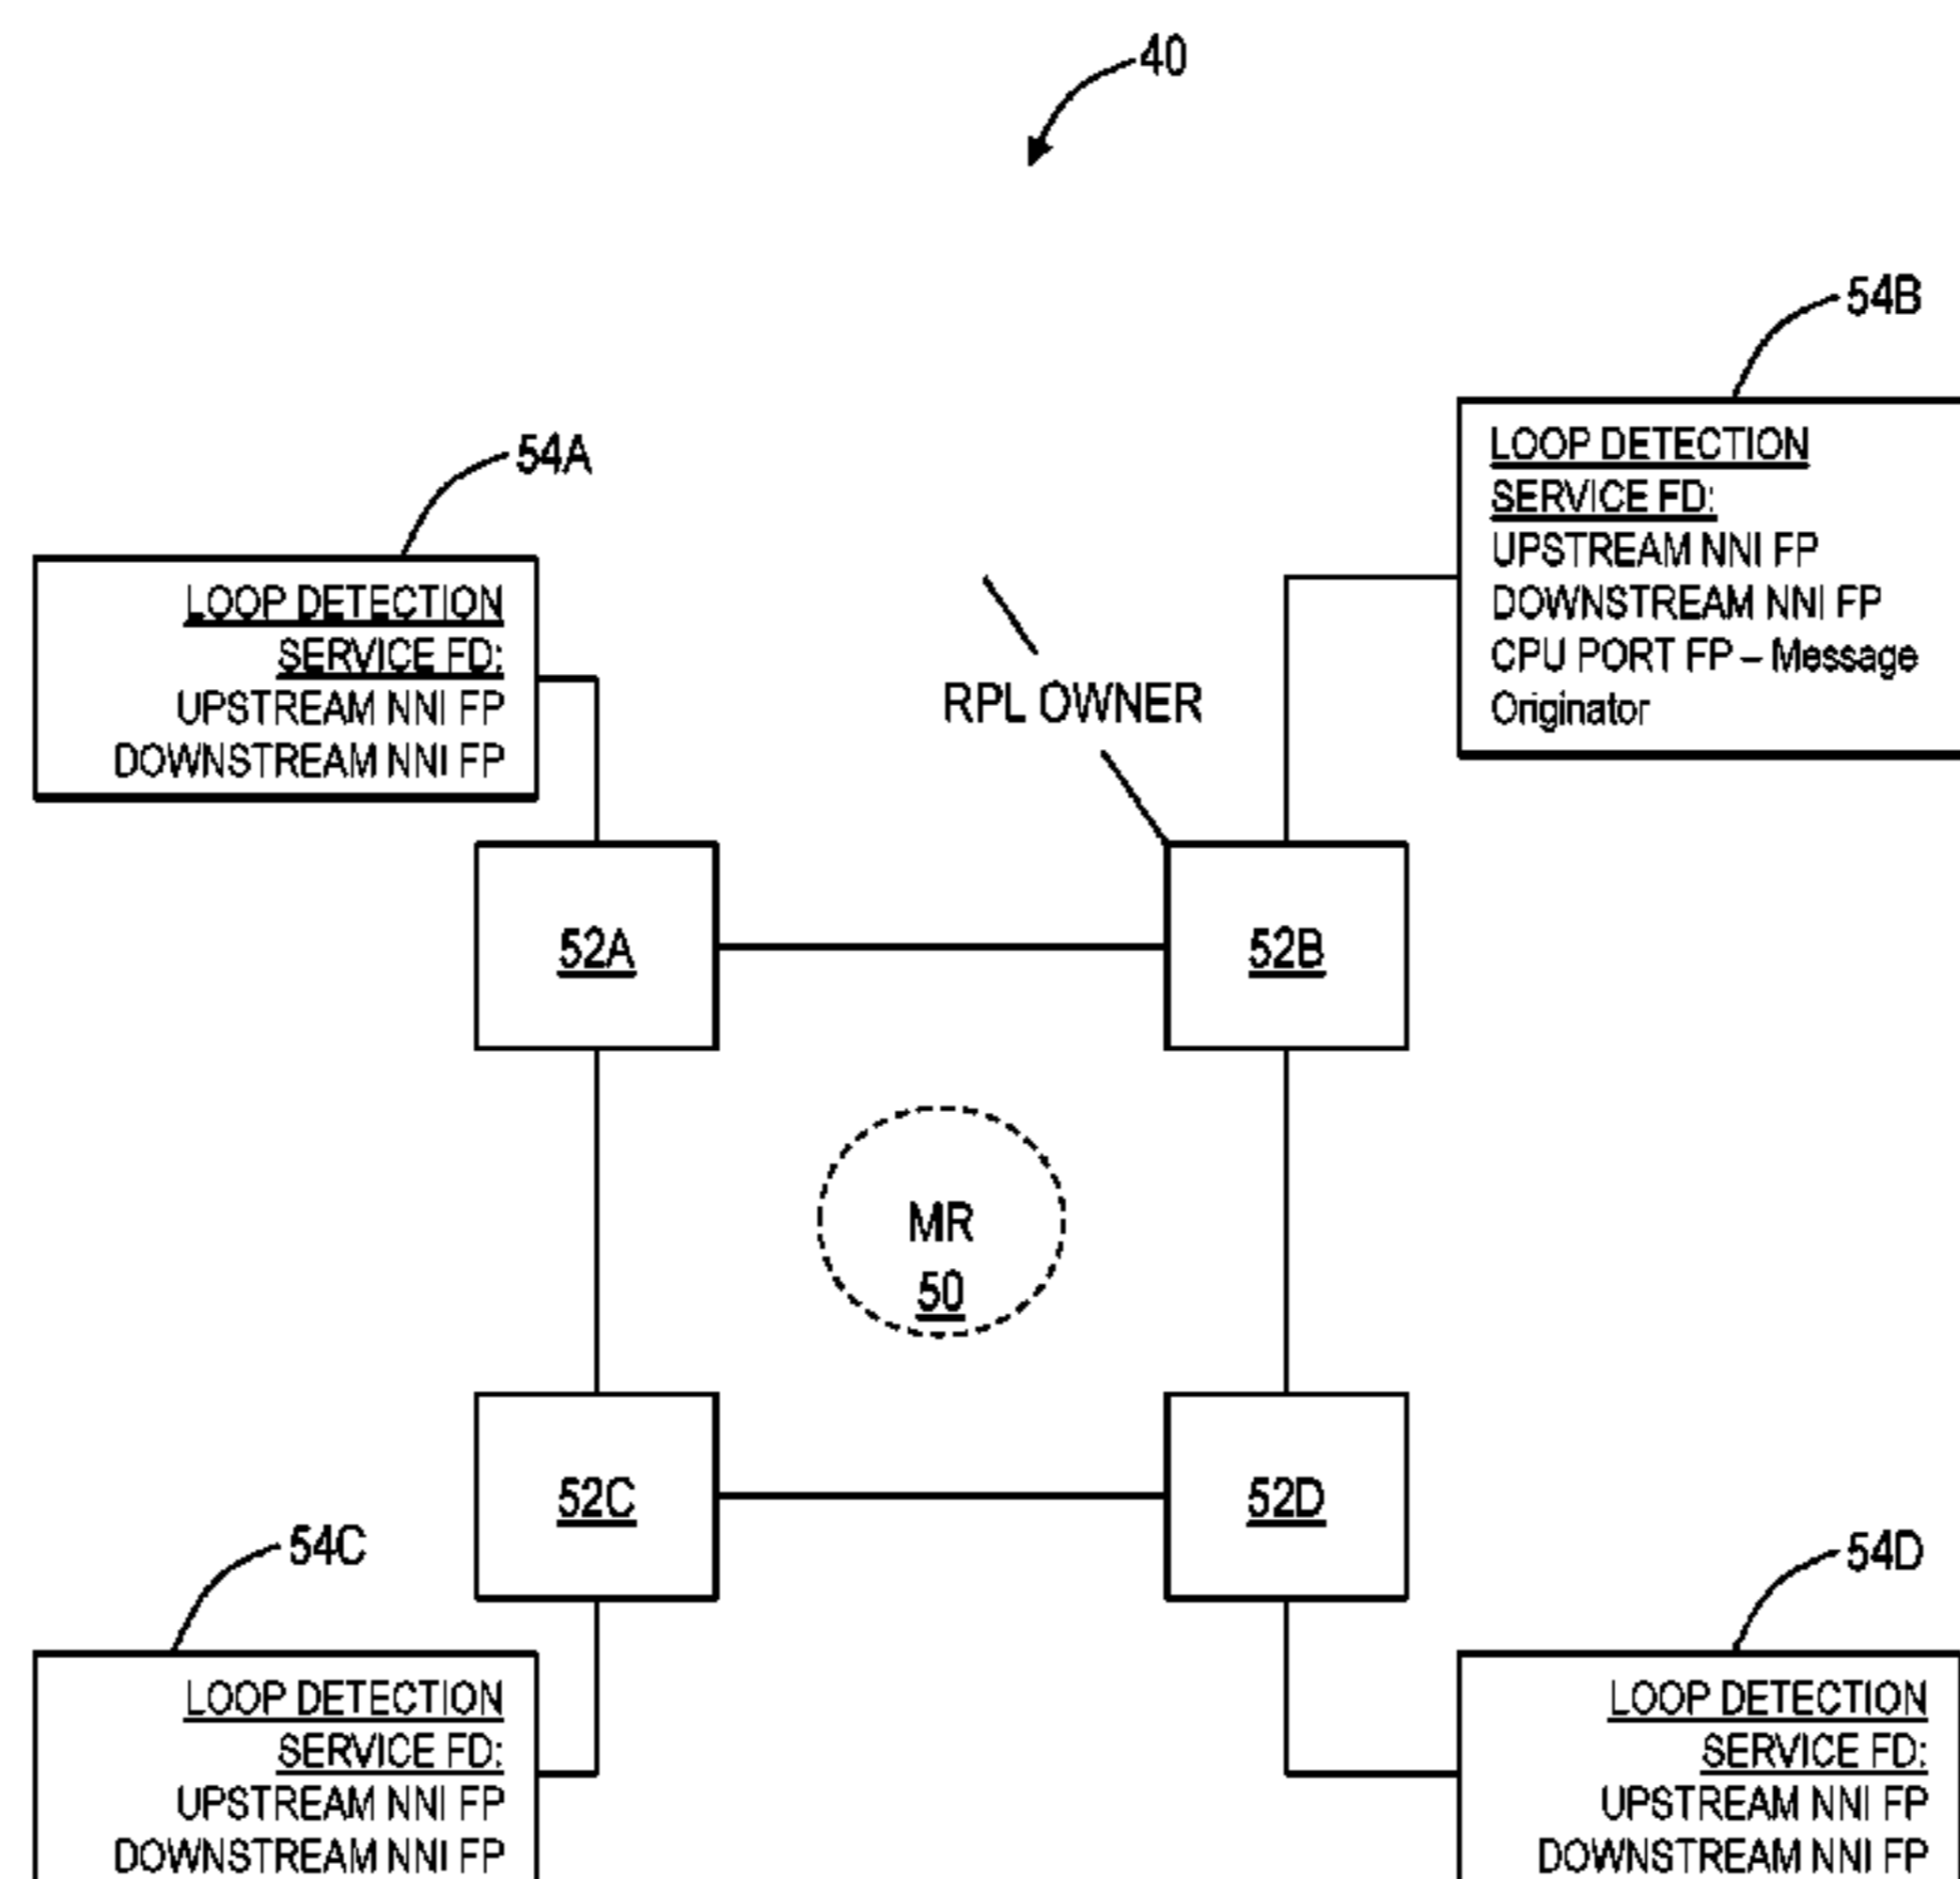 40
54B
LOOP DETECTION
SERVICE FD:
UPSTREAM NNI FP
DOWNSTREAM NNI FP
CPU PORT FP – Message
Originator
54A
LOOP DETECTION
SERVICE FD:
UPSTREAM NNI FP
DOWNSTREAM NNI FP
RPL OWNER
52A
52B
MR
50
52C
52D
54C
LOOP DETECTION
SERVICE FD:
UPSTREAM NNI FP
DOWNSTREAM NNI FP
54D
LOOP DETECTION
SERVICE FD:
UPSTREAM NNI FP
DOWNSTREAM NNI FP